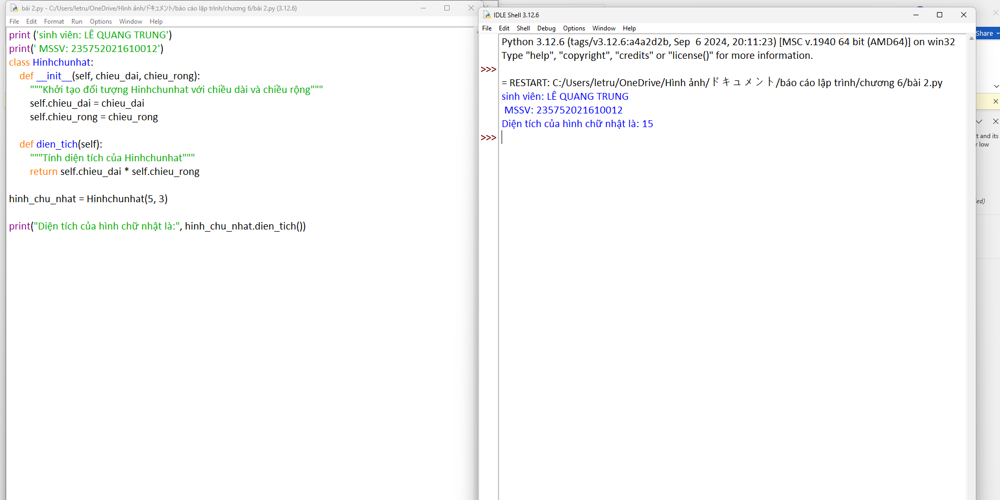 bài 2.py - C:/Users/letru/OneDrive/Hình ảnh/ドキュメント/báo cáo lập trình/chương 6/bài 2.py (3.12.6)
File Edit Format Run Options Window Help
print ('sinh viên: LÊ QUANG TRUNG')
print(' MSSV: 235752021610012')
class Hinhchunhat:
    def __init__(self, chieu_dai, chieu_rong):
        """Khởi tạo đối tượng Hinhchunhat với chiều dài và chiều rộng"""
        self.chieu_dai = chieu_dai
        self.chieu_rong = chieu_rong
    def dien_tich(self):
        """Tính diện tích của Hinhchunhat"""
        return self.chieu_dai * self.chieu_rong
hinh_chu_nhat = Hinhchunhat(5, 3)
print("Diện tích của hình chữ nhật là:", hinh_chu_nhat.dien_tich())
IDLE Shell 3.12.6
File Edit Shell Debug Options Window Help
Python 3.12.6 (tags/v3.12.6:a4a2d2b, Sep  6 2024, 20:11:23) [MSC v.1940 64 bit (AMD64)] on win32
Type "help", "copyright", "credits" or "license()" for more information.
>>>
= RESTART: C:/Users/letru/OneDrive/Hình ảnh/ドキュメント/báo cáo lập trình/chương 6/bài 2.py
sinh viên: LÊ QUANG TRUNG
 MSSV: 235752021610012
Diện tích của hình chữ nhật là: 15
>>>
Share
t and its
r low
ed)